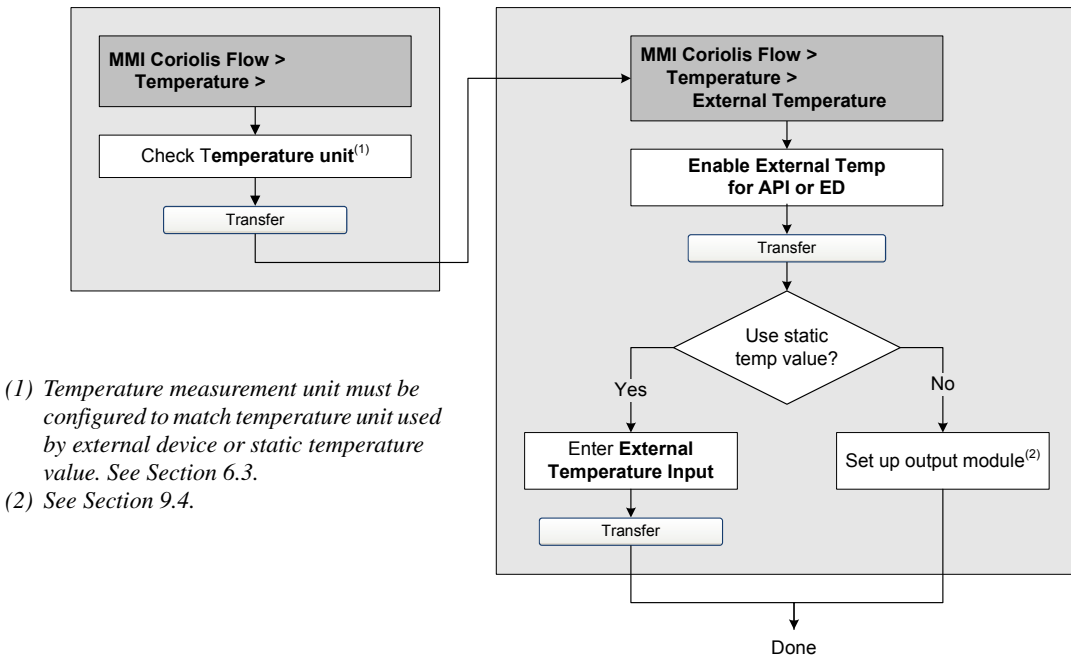 MMI Coriolis Flow >
Temperature >
Check Temperature unit(1)
Transfer
(1) Temperature measurement unit must be
configured to match temperature unit used
by external device or static temperature
value. See Section 6.3.
(2) See Section 9.4.
MMI Coriolis Flow >
Temperature >
External Temperature
Enable External Temp
for API or ED
Transfer
Use static
temp value?
Yes
No
Enter External
Temperature Input
Set up output module(2)
Transfer
Done